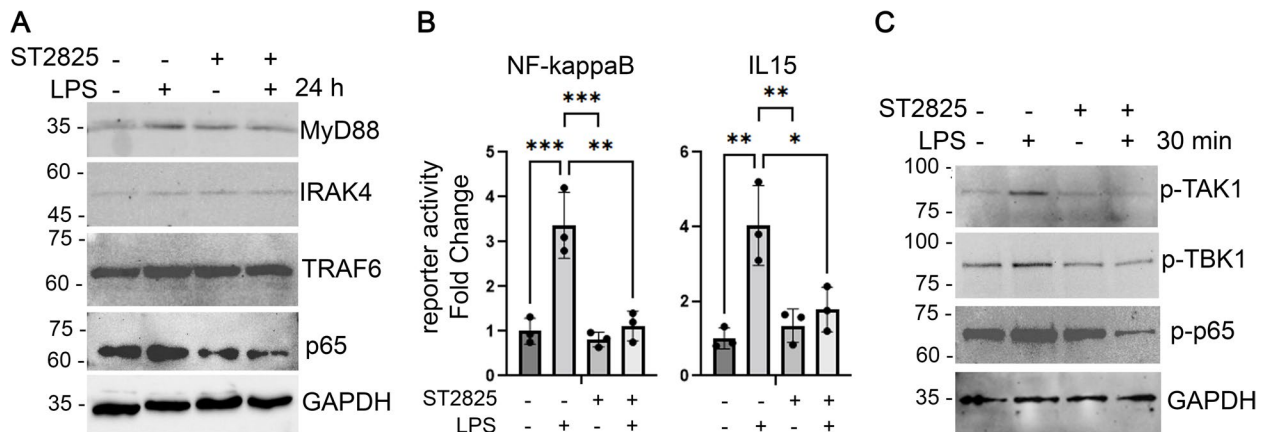 A
ST2825 - - + +
LPS - + - + 24 h
35 - MyD88
60 -
IRAK4
45 -
75 -
TRAF6
60 -
75 -
p65
60 -
35 - GAPDH
B
NF-kappaB
***
*** **
reporter activity
Fold Change
5
4
3
2
1
0
IL15
**
** *
6
4
2
0
ST2825 - - + + - - + +
LPS - + - + - + - +
C
ST2825 - - + +
LPS - + - + 30 min
100 -
p-TAK1
75 -
100 -
p-TBK1
75 -
75 -
p-p65
60 -
35 - GAPDH